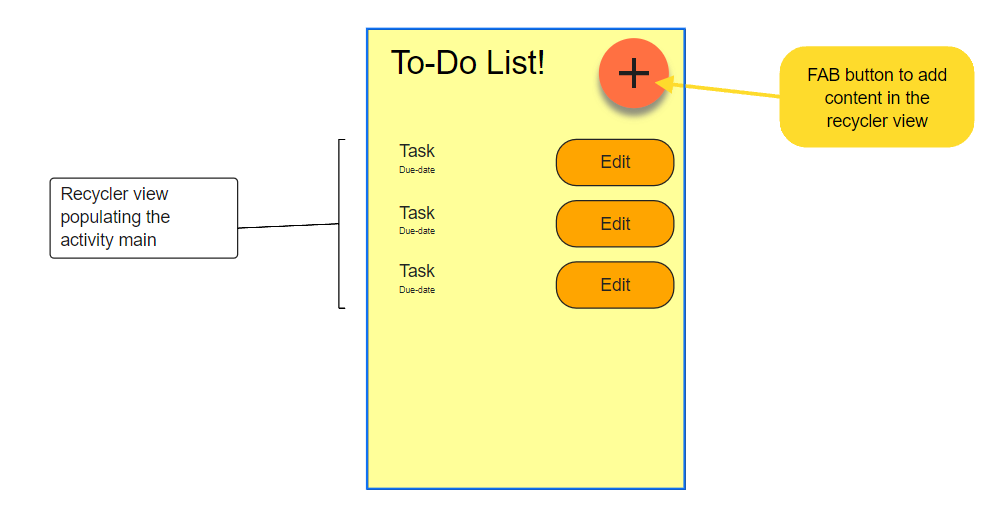 To-Do List!
FAB button to add
content in the
recycler view
Task
Due-date
Edit
Recycler view
populating the
activity main
Task
Due-date
Edit
Task
Due-date
Edit